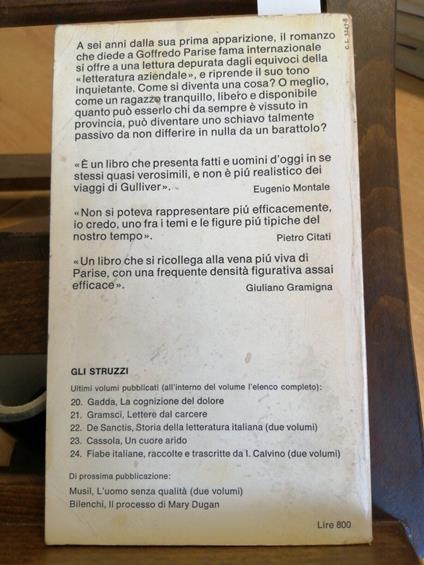 A sei anni dalla sua prima apparizione, il romanzo
che diede a Goffredo Parise fama internazionale
si offre a una lettura depurata dagli equivoci della
«letteratura aziendale», e riprende il suo tono
inquietante. Come si diventa una cosa? O meglio,
come un ragazzo tranquillo, libero e disponibile
quanto può esserlo chi da sempre è vissuto in
provincia, può diventare uno schiavo talmente
passivo da non differire in nulla da un barattolo?
«È un libro che presenta fatti e uomini d'oggi in se
stessi quasi verosimili, e non è piú realistico dei
viaggi di Gulliver».
Eugenio Montale
«Non si poteva rappresentare piú efficacemente,
io credo, uno fra i temi e le figure piú tipiche del
nostro tempo».
Pietro Citati
«Un libro che si ricollega alla vena piú viva di
Parise, con una frequente densità figurativa assai
efficace».
Giuliano Gramigna
GLI STRUZZI
Ultimi volumi pubblicati (all'interno del volume l'elenco completo):
20. Gadda, La cognizione del dolore
21. Gramsci, Lettere dal carcere
22. De Sanctis, Storia della letteratura italiana (due volumi)
23. Cassola, Un cuore arido
24. Fiabe italiane, raccolte e trascritte da I. Calvino (due volumi)
Di prossima pubblicazione:
Musil, L'uomo senza qualità (due volumi)
Bilenchi, Il processo di Mary Dugan
Lire 800